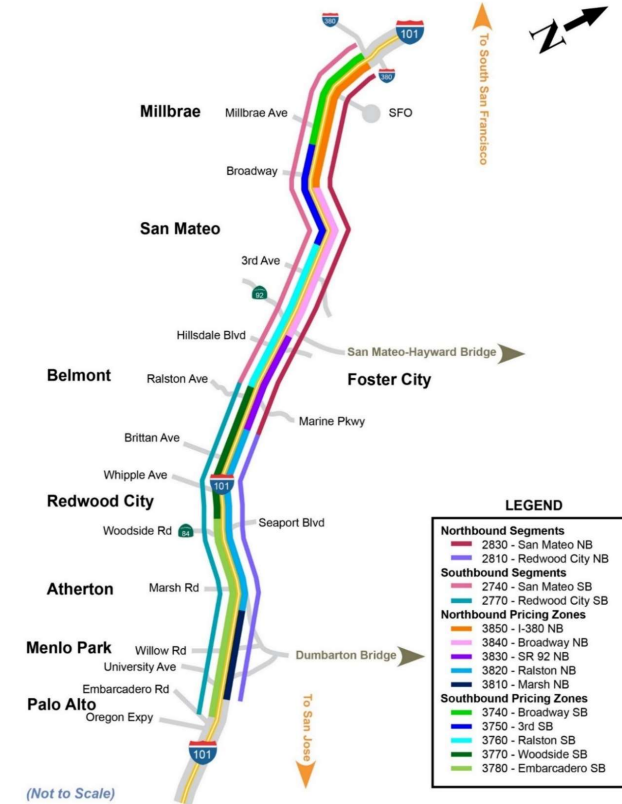 380
101
N
To South San Francisco
380
Millbrae
Millbrae Ave
SFO
Broadway
San Mateo
3rd Ave
92
Hillsdale Blvd
San Mateo-Hayward Bridge
Belmont
Ralston Ave
Foster City
Marine Pkwy
Brittan Ave
Whipple Ave
101
Redwood City
Woodside Rd
84
Seaport Blvd
Atherton
Marsh Rd
Menlo Park
Willow Rd
University Ave
Dumbarton Bridge
Embarcadero Rd
Palo Alto
Oregon Expy
To San Jose
101
(Not to Scale)
LEGEND
Northbound Segments
2830 - San Mateo NB
2810 - Redwood City NB
Southbound Segments
2740 - San Mateo SB
2770 - Redwood City SB
Northbound Pricing Zones
3850 - I-380 NB
3840 - Broadway NB
3830 - SR 92 NB
3820 - Ralston NB
3810 - Marsh NB
Southbound Pricing Zones
3740 - Broadway SB
3750 - 3rd SB
3760 - Ralston SB
3770 - Woodside SB
3780 - Embarcadero SB